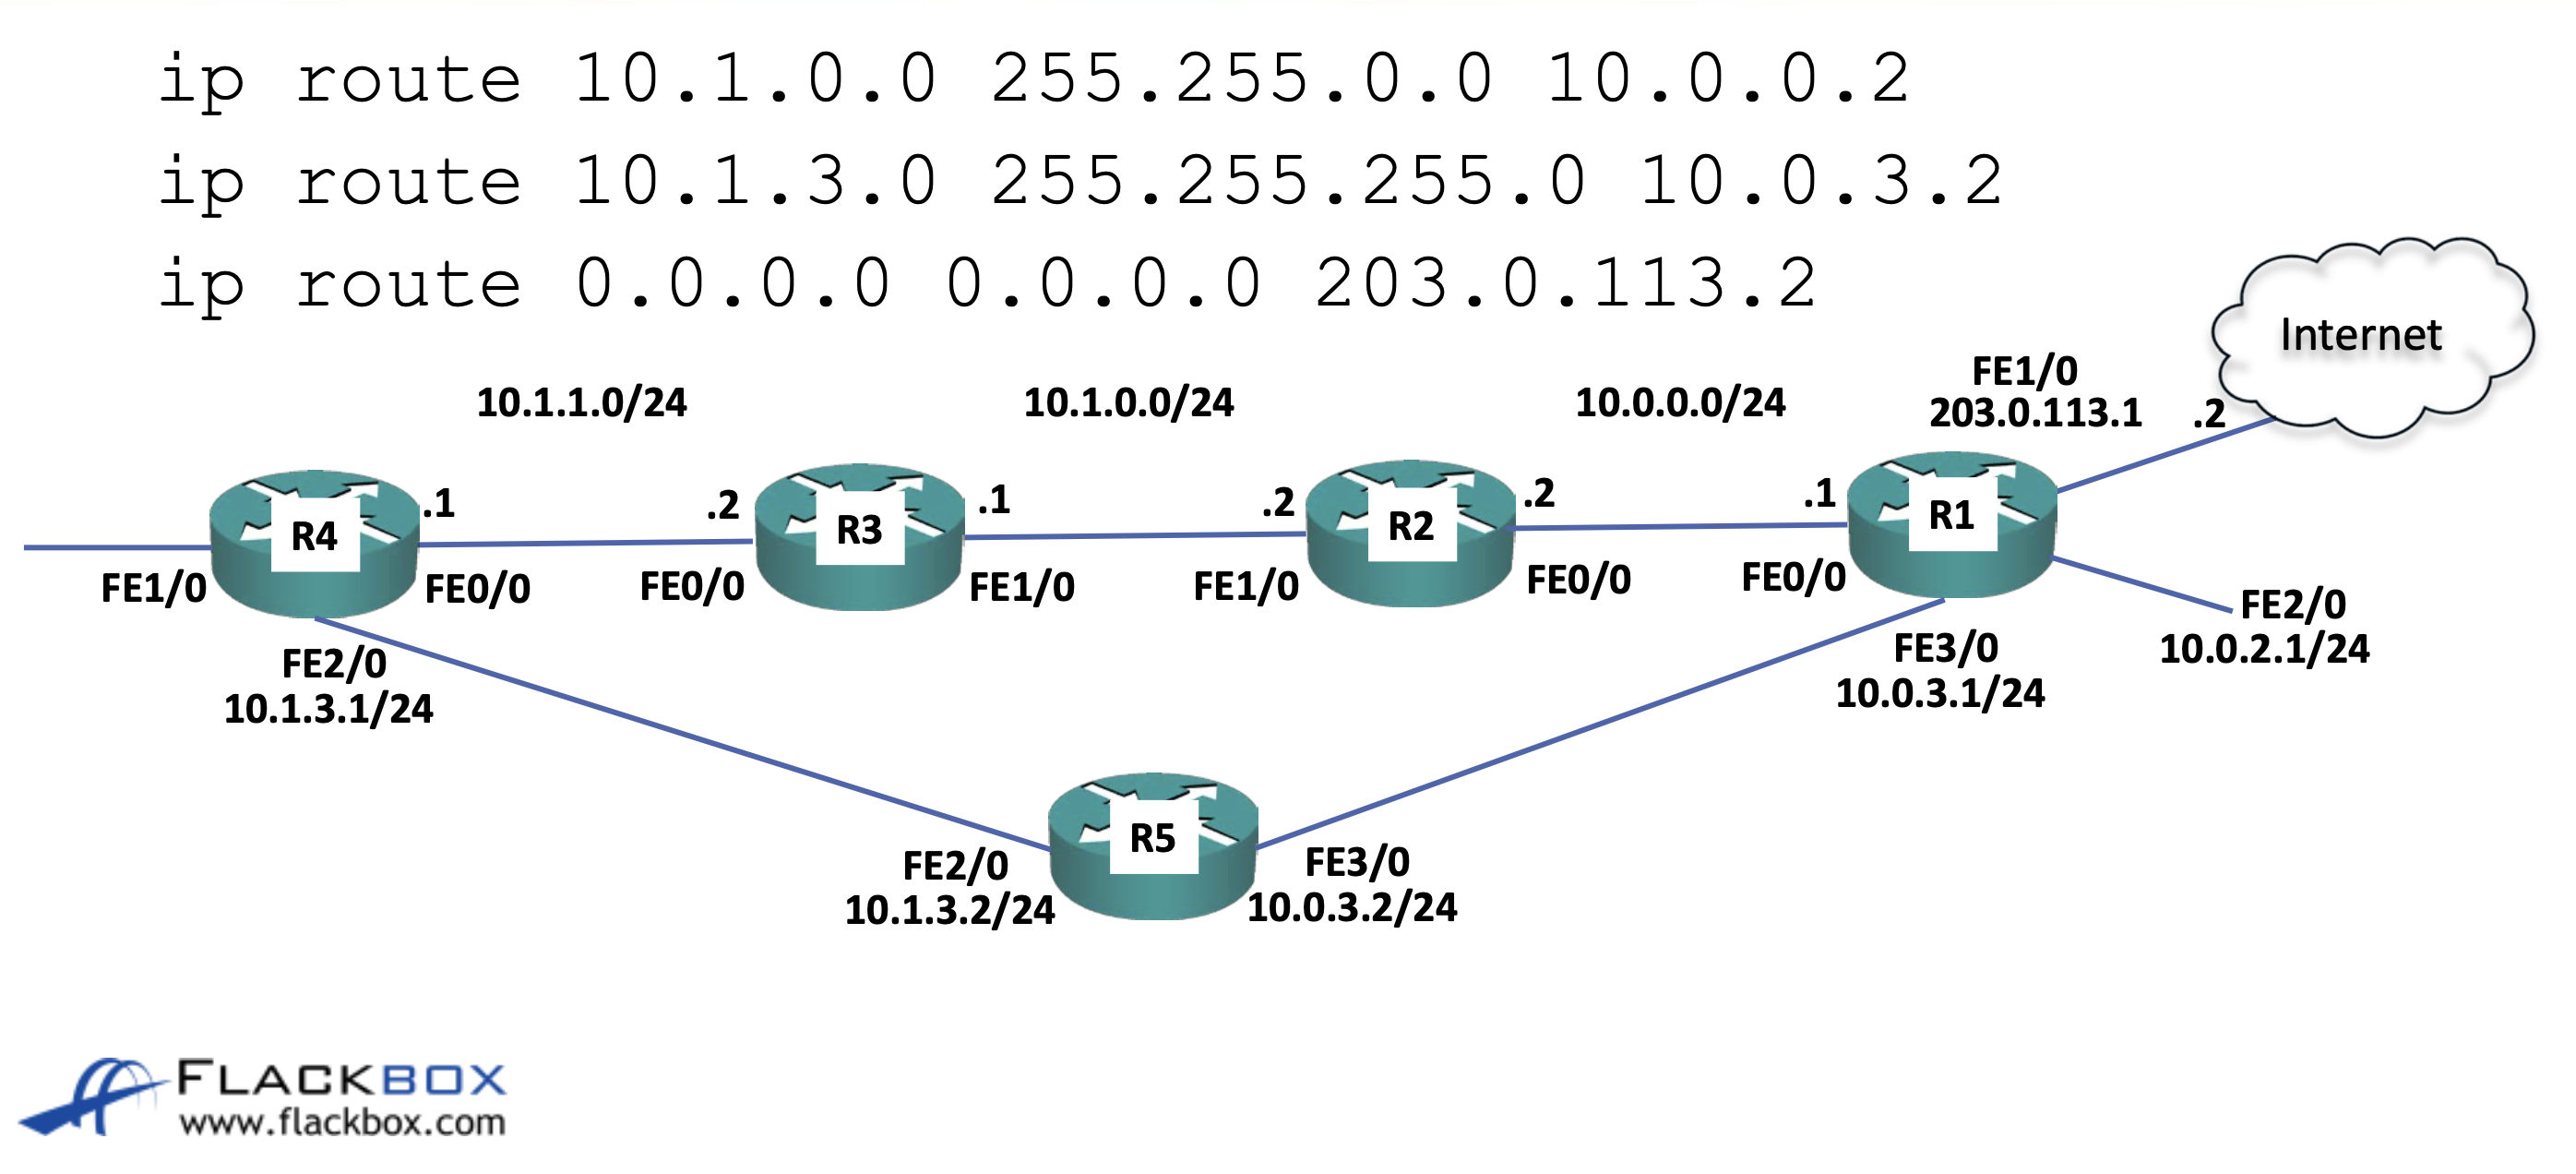 ip route 10.1.0.0 255.255.0.0 10.0.0.2
ip route 10.1.3.0 255.255.255.0 10.0.3.2
ip route 0.0.0.0 0.0.0.0 203.0.113.2
Internet
10.1.1.0/24
10.1.0.0/24
10.0.0.0/24
FE1/0
203.0.113.1
.2
R4
.1
.2
R3
.1
.2
R2
.2
.1
R1
FE1/0
FE0/0
FE0/0
FE1/0
FE1/0
FE0/0
FE0/0
FE2/0
10.0.2.1/24
FE2/0
10.1.3.1/24
FE3/0
10.0.3.1/24
R5
FE2/0
10.1.3.2/24
FE3/0
10.0.3.2/24
FLACKBOX
www.flackbox.com